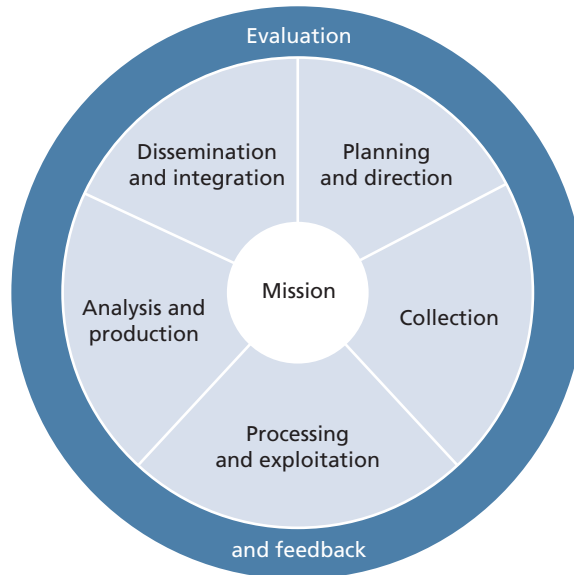 Evaluation
Dissemination
and integration
Planning
and direction
Mission
Analysis and
production
Collection
Processing
and exploitation
and feedback